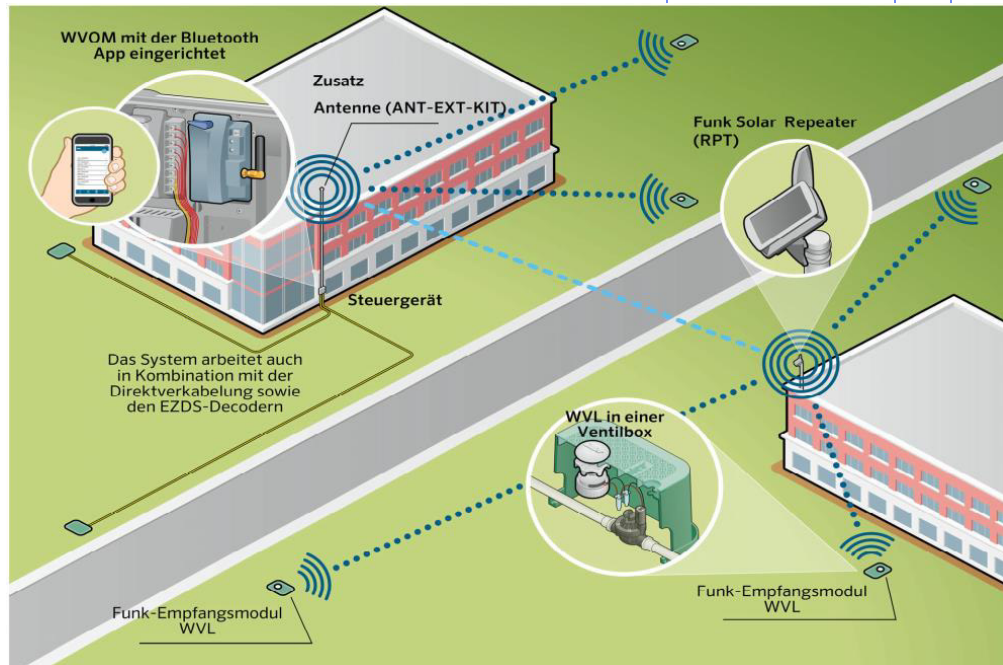 WVOM mit der Bluetooth
App eingerichtet
Zusatz
Antenne (ANT-EXT-KIT)
Funk Solar Repeater
(RPT)
Steuergerät
Das System arbeitet auch
in Kombination mit der
Direktverkabelung sowie
den EZDS-Decodern
WVL in einer
Ventilbox
Funk-Empfangsmodul
WVL
Funk-Empfangsmodul
WVL